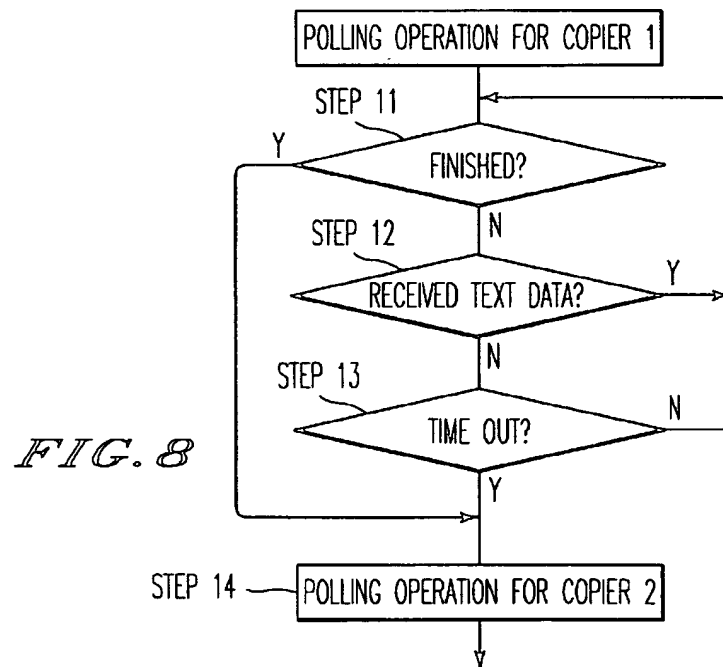 POLLING OPERATION FOR COPIER 1
STEP 11
Y
FINISHED?
N
STEP 12
RECEIVED TEXT DATA?
Y
N
STEP 13
TIME OUT?
N
FIG. 8
Y
STEP 14
POLLING OPERATION FOR COPIER 2